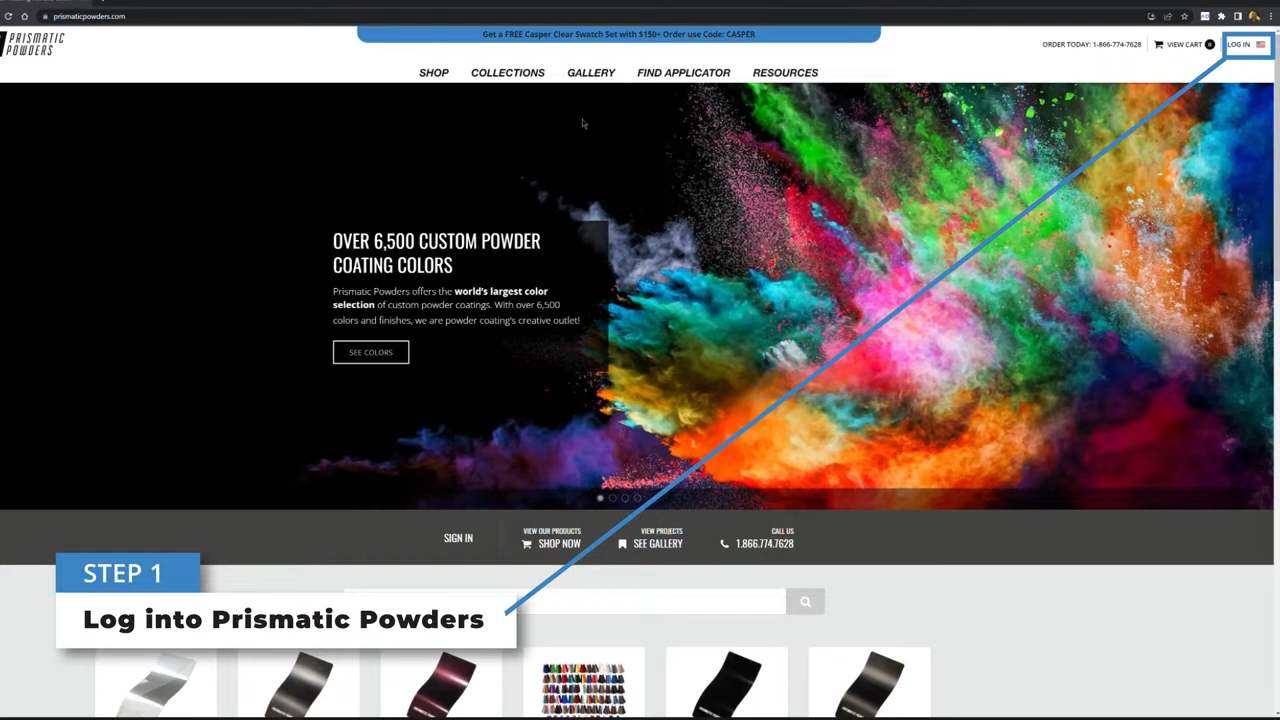 prismaticpowders.com
PRISMATIC
POWDERS
Get a FREE Casper Clear Swatch Set with $150+ Order use Code: CASPER
ORDER TODAY: 1-866-774-7628
VIEW CART 0
LOG IN
SHOP
COLLECTIONS
GALLERY
FIND APPLICATOR
RESOURCES
OVER 6,500 CUSTOM POWDER
COATING COLORS
Prismatic Powders offers the world's largest color
selection of custom powder coatings. With over 6,500
colors and finishes, we are powder coating's creative outlet!
SEE COLORS
SIGN IN
VIEW OUR PRODUCTS
SHOP NOW
VIEW PROJECTS
SEE GALLERY
CALL US
1.866.774.7628
STEP 1
Log into Prismatic Powders